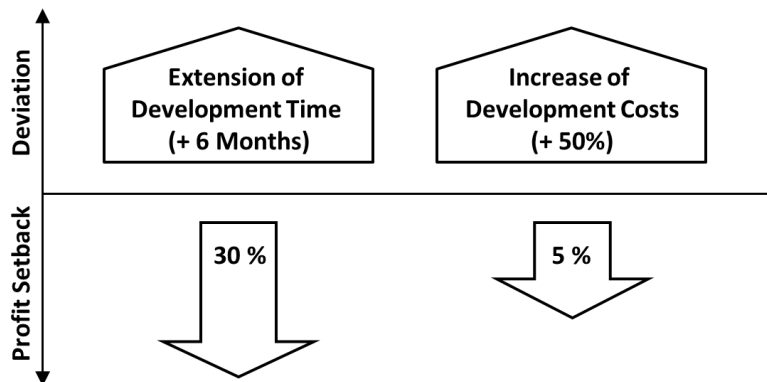 Deviation
Extension of
Development Time
(+ 6 Months)
Increase of
Development Costs
(+ 50%)
Profit Setback
30 %
5 %